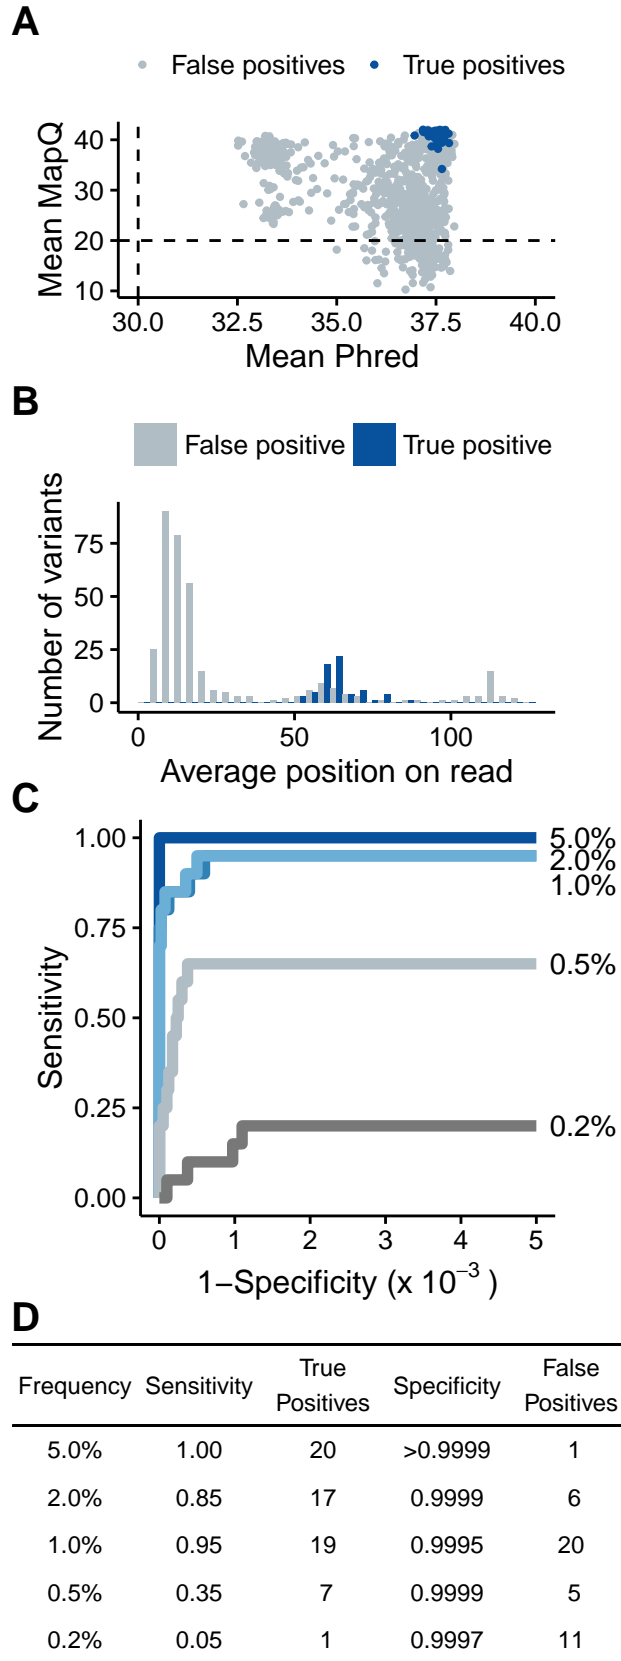 A
False positives True positives
Mean MapQ
40
30
20
10
30.0 32.5 35.0 37.5 40.0
Mean Phred
B
False positive True positive
Number of variants
75
50
25
0
0 50 100
Average position on read
C
Sensitivity
1.00
0.75
0.50
0.25
0.00
5.0%
2.0%
1.0%
0.5%
0.2%
0 1 2 3 4 5
1−Specificity (x 10⁻³ )
D
Frequency Sensitivity True Positives Specificity False Positives
5.0% 1.00 20 >0.9999 1
2.0% 0.85 17 0.9999 6
1.0% 0.95 19 0.9995 20
0.5% 0.35 7 0.9999 5
0.2% 0.05 1 0.9997 11